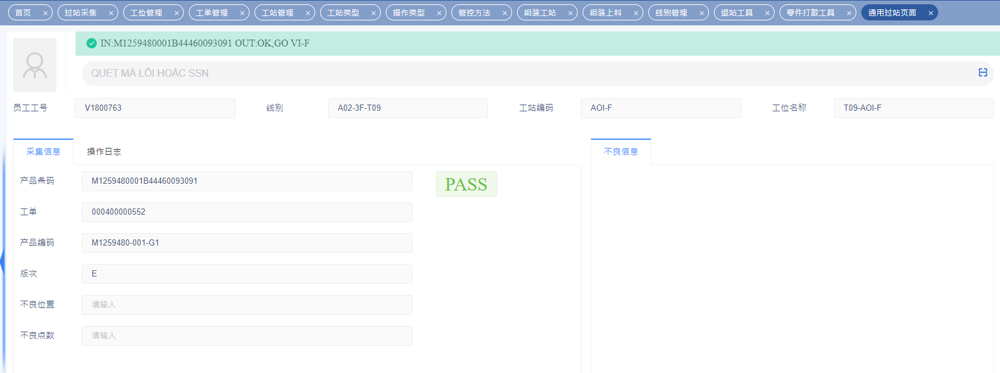 首页 × 过站采集 × 工位管理 × 工单管理 × 工站管理 × 工站类型 × 操作类型 × 管控方法 × 组装工站 × 组装上料 × 线别管理 × 退站工具 × 零件打散工具 × 通用过站页面 ×
IN:M1259480001B44460093091 OUT:OK,GO VI-F
QUÉT MÃ LỖI HOẶC SSN
员工工号 V1800763 线别 A02-3F-T09 工站编码 AOI-F 工位名称 T09-AOI-F
采集信息 操作日志 不良信息
产品条码 M1259480001B44460093091 PASS
工单 000400000552
产品编码 M1259480-001-G1
版次 E
不良位置 请输入
不良点数 请输入